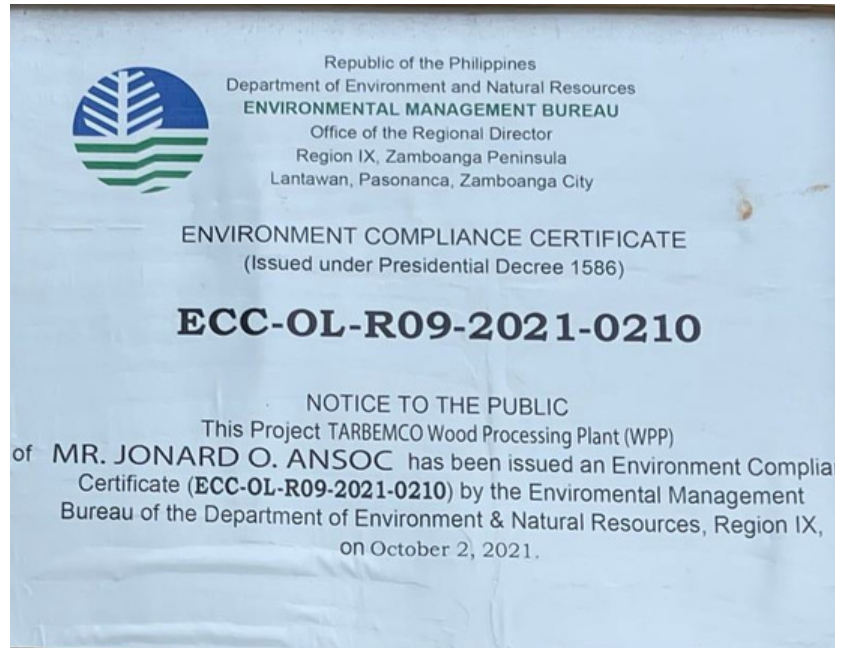 Republic of the Philippines
Department of Environment and Natural Resources
ENVIRONMENTAL MANAGEMENT BUREAU
Office of the Regional Director
Region IX, Zamboanga Peninsula
Lantawan, Pasonanca, Zamboanga City
ENVIRONMENT COMPLIANCE CERTIFICATE
(Issued under Presidential Decree 1586)
ECC-OL-R09-2021-0210
NOTICE TO THE PUBLIC
This Project TARBEMCO Wood Processing Plant (WPP)
of MR. JONARD O. ANSOC has been issued an Environment Complia
Certificate (ECC-OL-R09-2021-0210) by the Enviromental Management
Bureau of the Department of Environment & Natural Resources, Region IX,
on October 2, 2021.